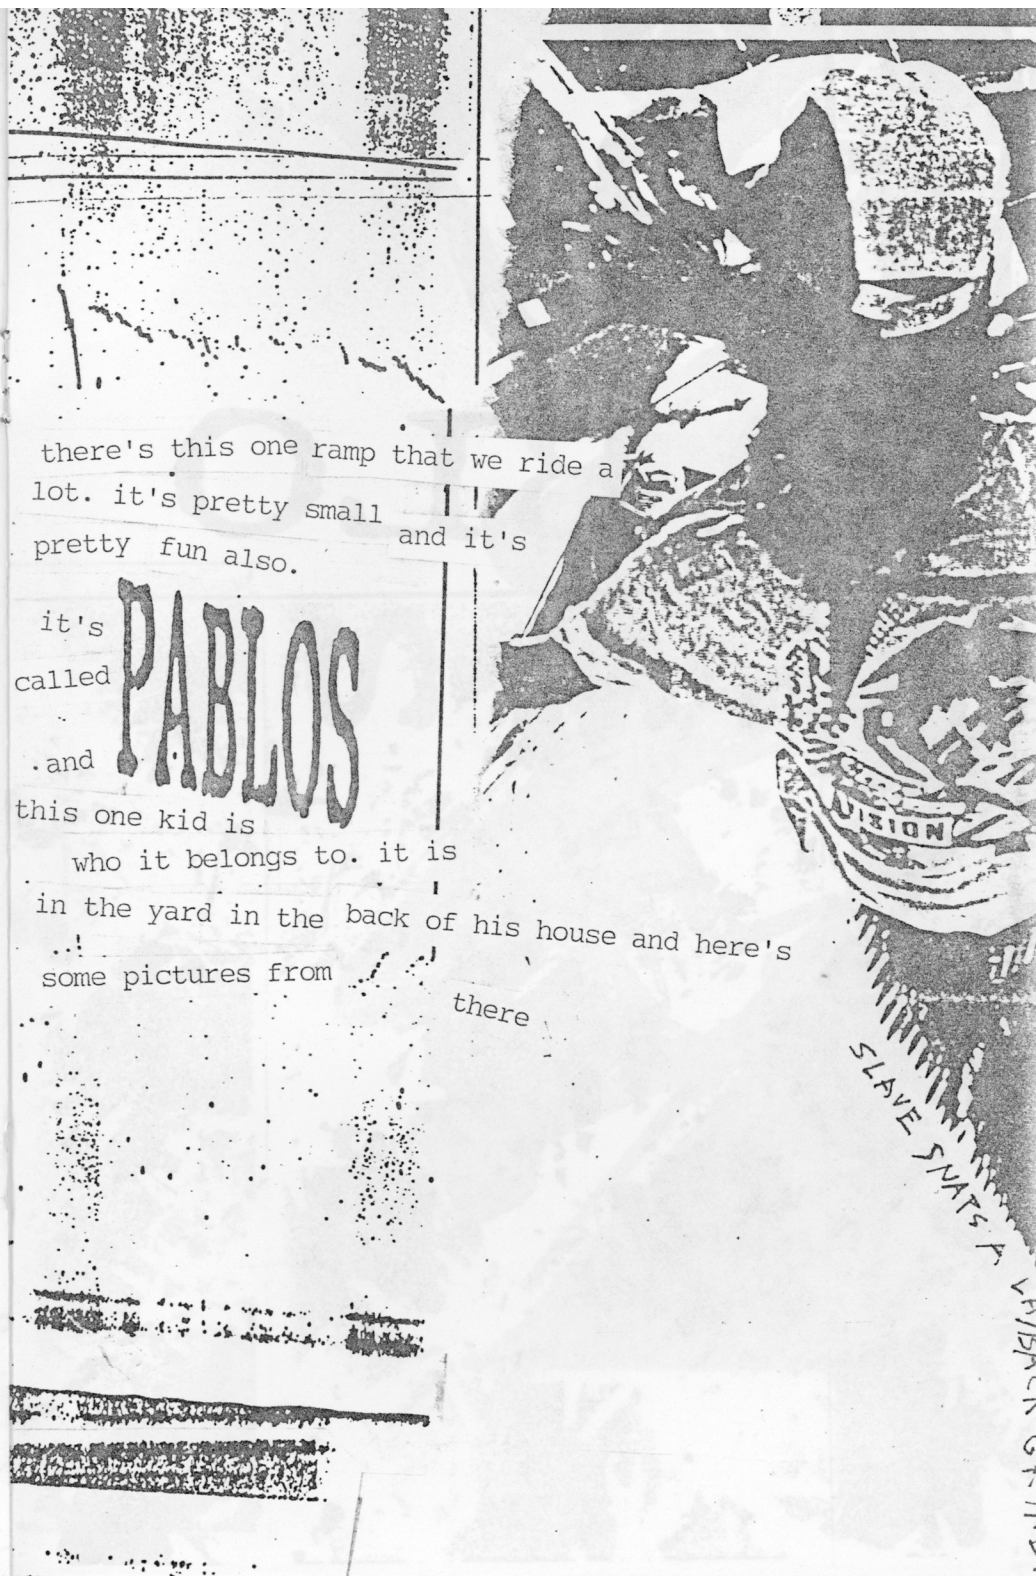 there's this one ramp that we ride a
lot. it's pretty small and it's
pretty fun also.
it's
called PABLOS
.and
this one kid is
who it belongs to. it is
in the yard in the back of his house and here's
some pictures from
there
VISION
SLAVE SNAPS A